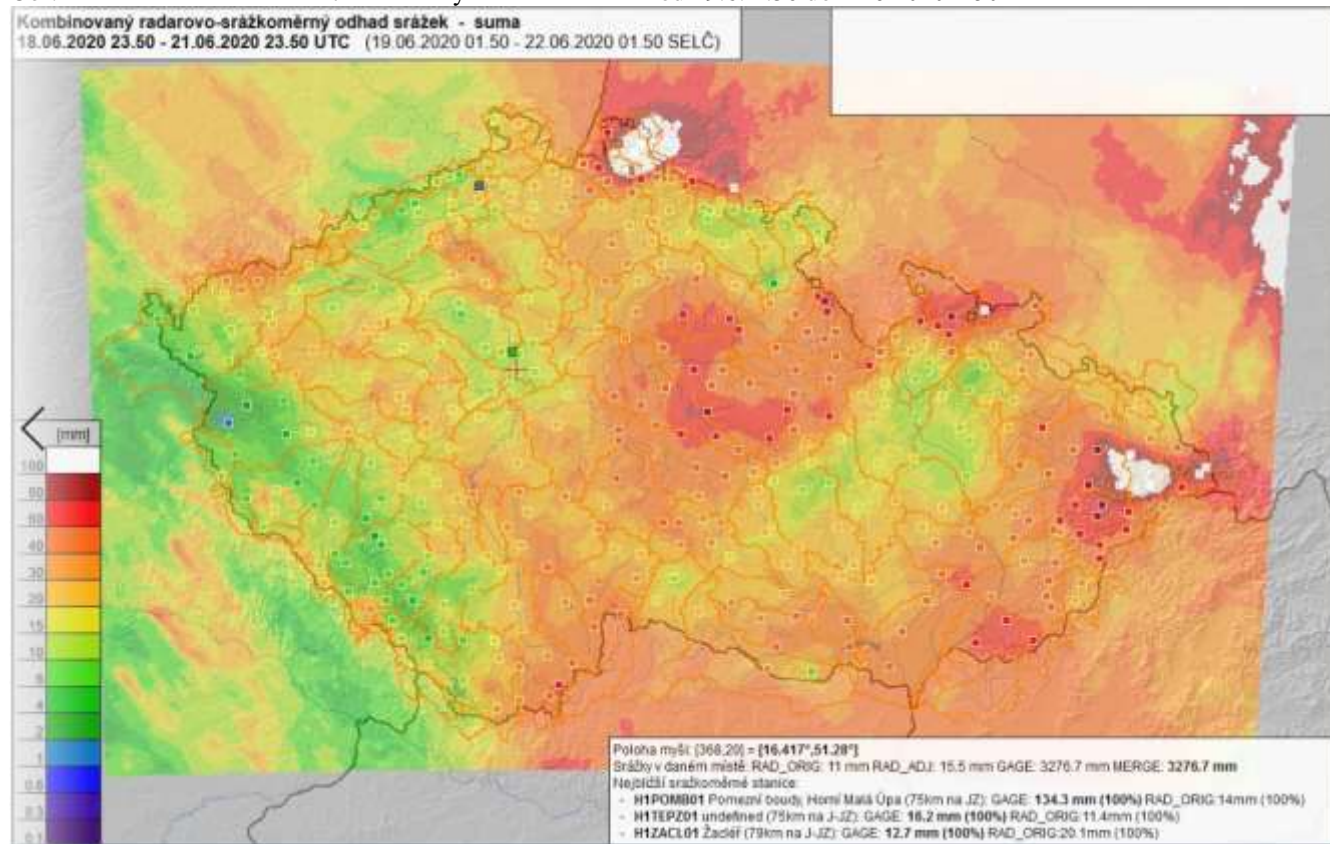 Kombinovaný radarovo-srážkoměrný odhad srážek - suma
18.06.2020 23.50 - 21.06.2020 23.50 UTC (19.06.2020 01.50 - 22.06.2020 01.50 SELČ)
[mm]
100
40
30
20
15
10
4
2
1
0.3
0.1
Poloha myši: [368,20] = [16.417°,51.28°]
Srážky v daném místě: RAD_ORIG: 11 mm RAD_ADJ: 15.5 mm GAGE: 3276.7 mm MERGE: 3276.7 mm
Nejbližší srážkoměrné stanice:
- H1POMB01 Pomezní boudy, Horní Malá Úpa (75km na JZ): GAGE: 134.3 mm (100%) RAD_ORIG:14mm (100%)
- H1TEPZ01 undefined (75km na J-JZ): GAGE: 16.2 mm (100%) RAD_ORIG:11.4mm (100%)
- H1ZACL01 Žacléř (79km na J-JZ): GAGE: 12.7 mm (100%) RAD_ORIG:20.1mm (100%)